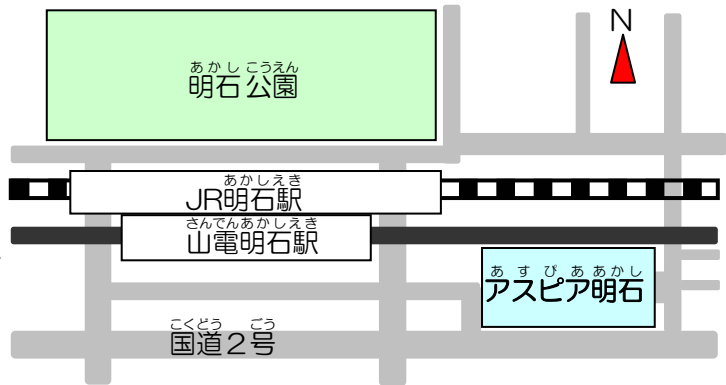 N
あかしこうえん
明石公園
あかしえき
JR明石駅
さんでんあかしえき
山電明石駅
あすぴああかし
アスピア明石
こくどう ごう
国道2号